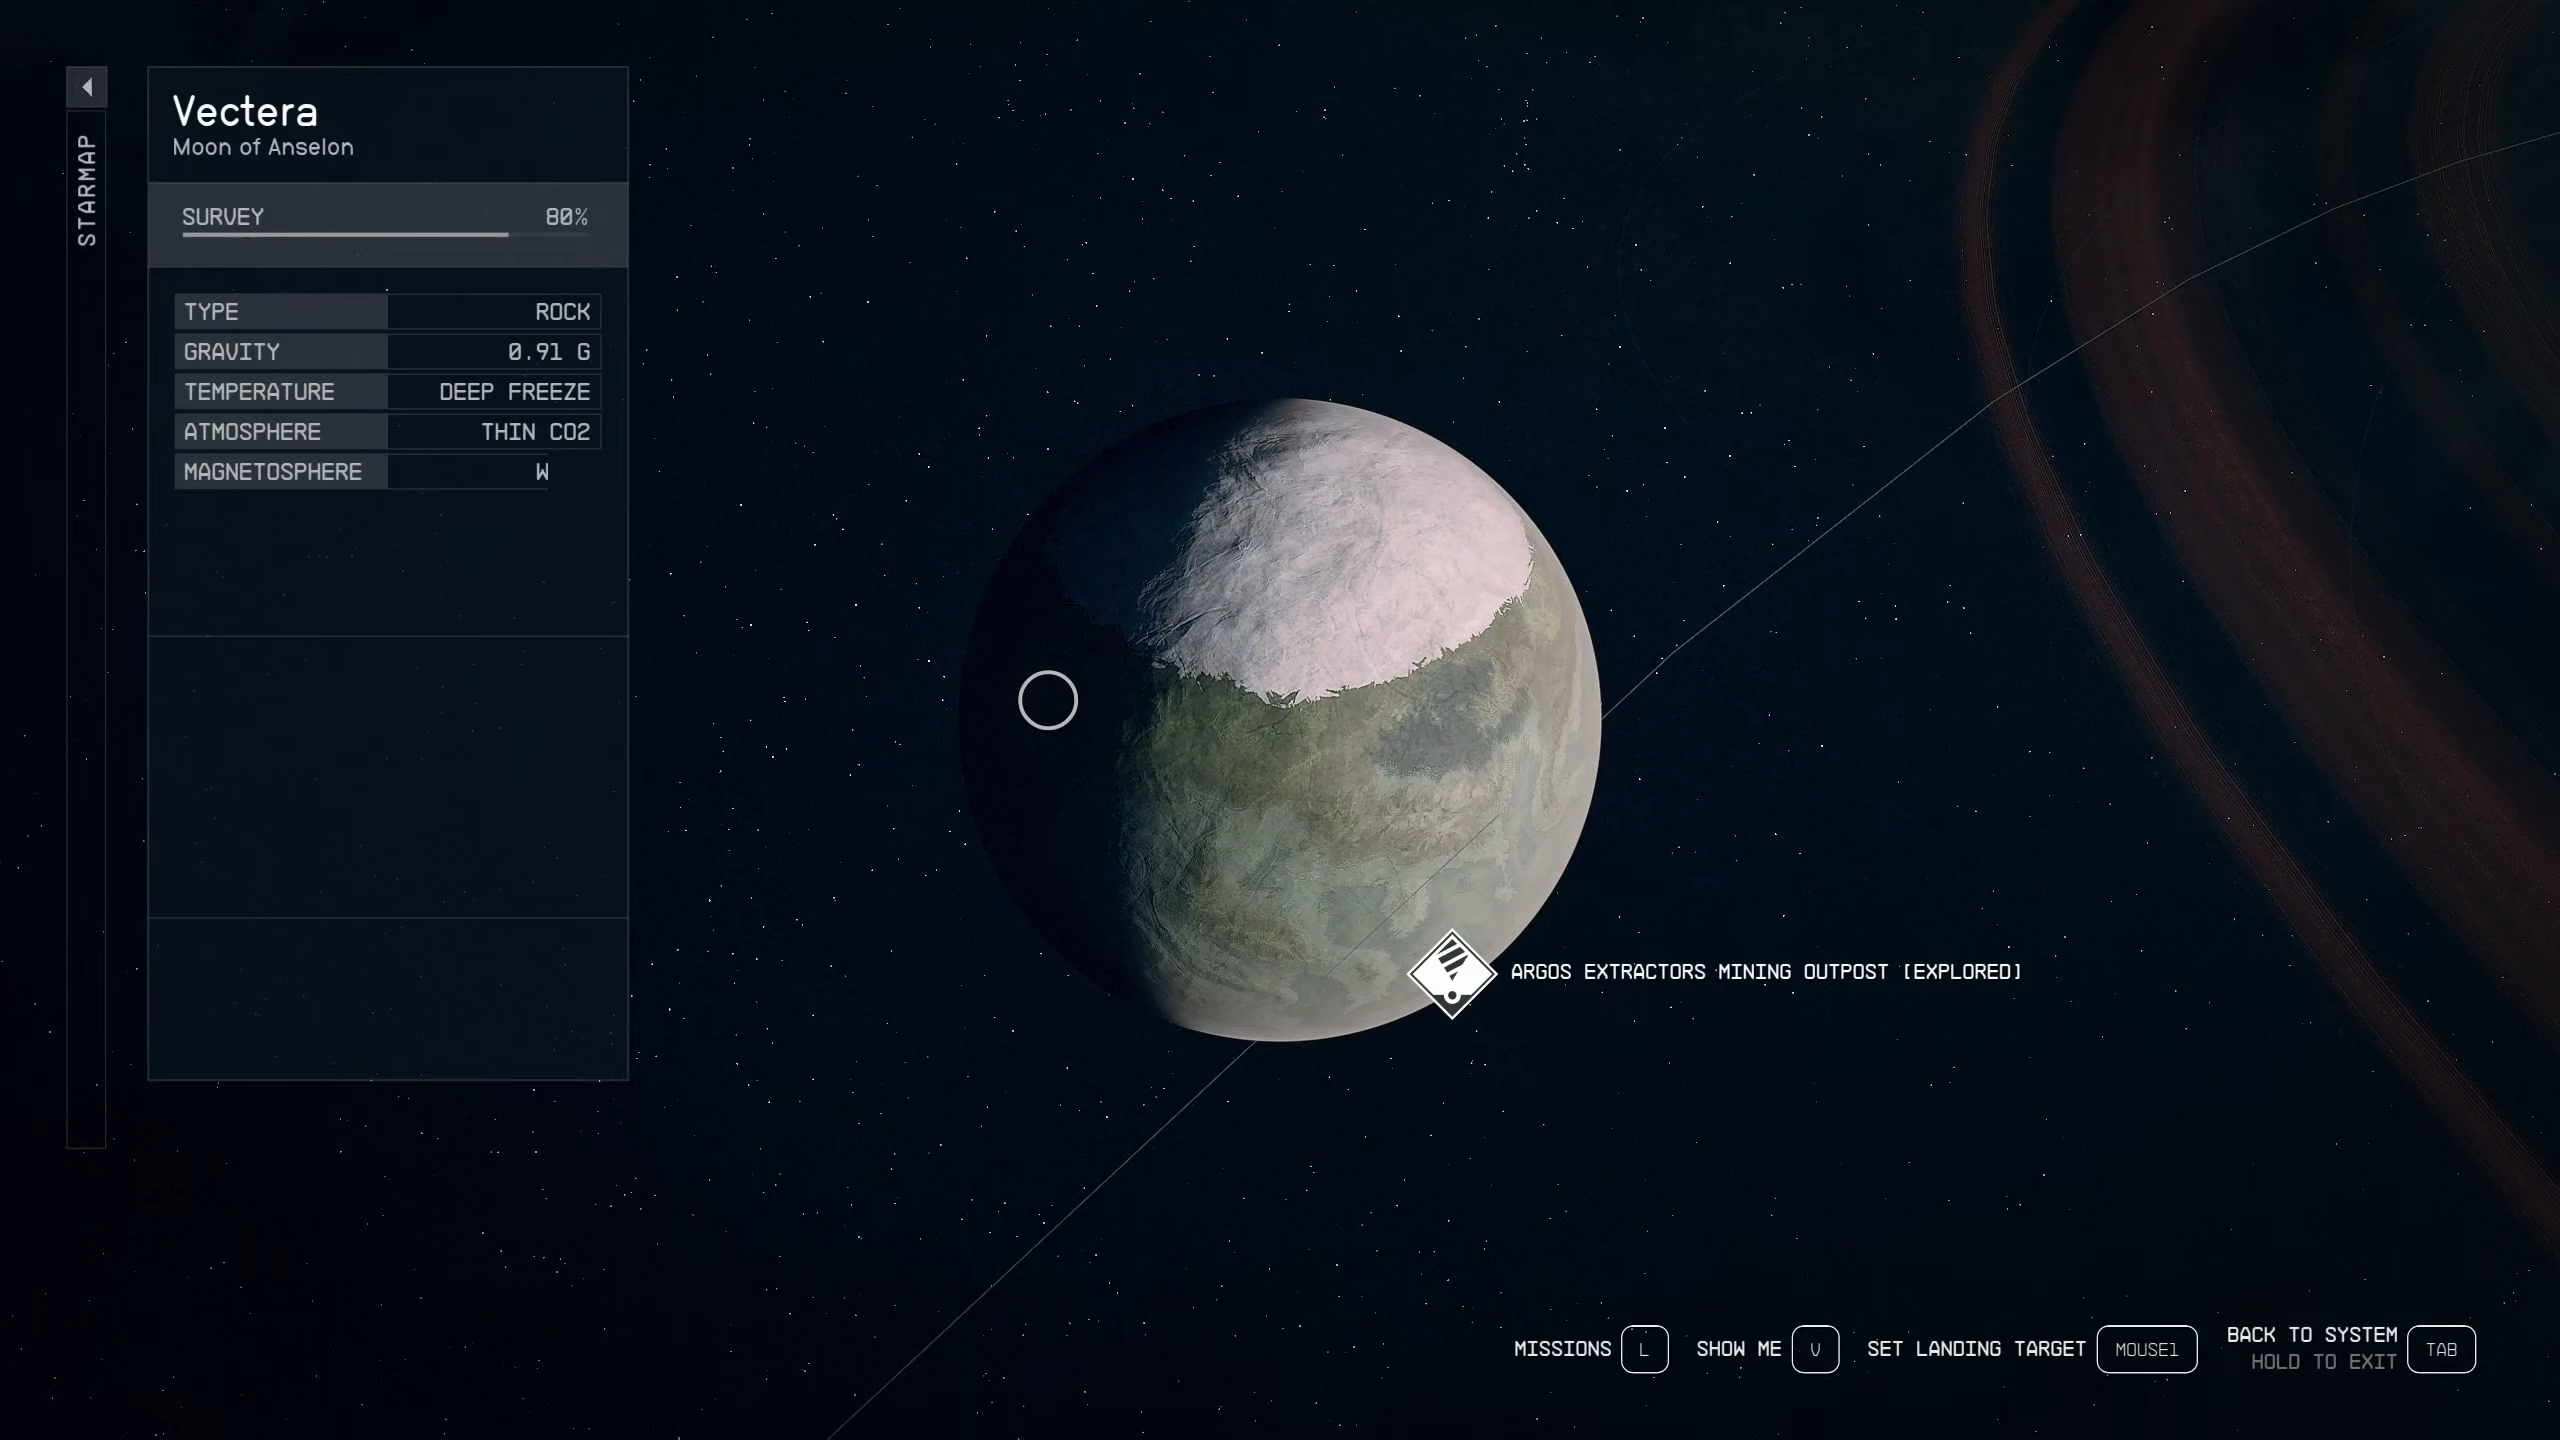 STARMAP
Vectera
Moon of Anselon
SURVEY 80%
TYPE ROCK
GRAVITY 0.91 G
TEMPERATURE DEEP FREEZE
ATMOSPHERE THIN CO2
MAGNETOSPHERE W
ARGOS EXTRACTORS MINING OUTPOST [EXPLORED]
MISSIONS L SHOW ME V SET LANDING TARGET MOUSE1 BACK TO SYSTEM TAB
HOLD TO EXIT